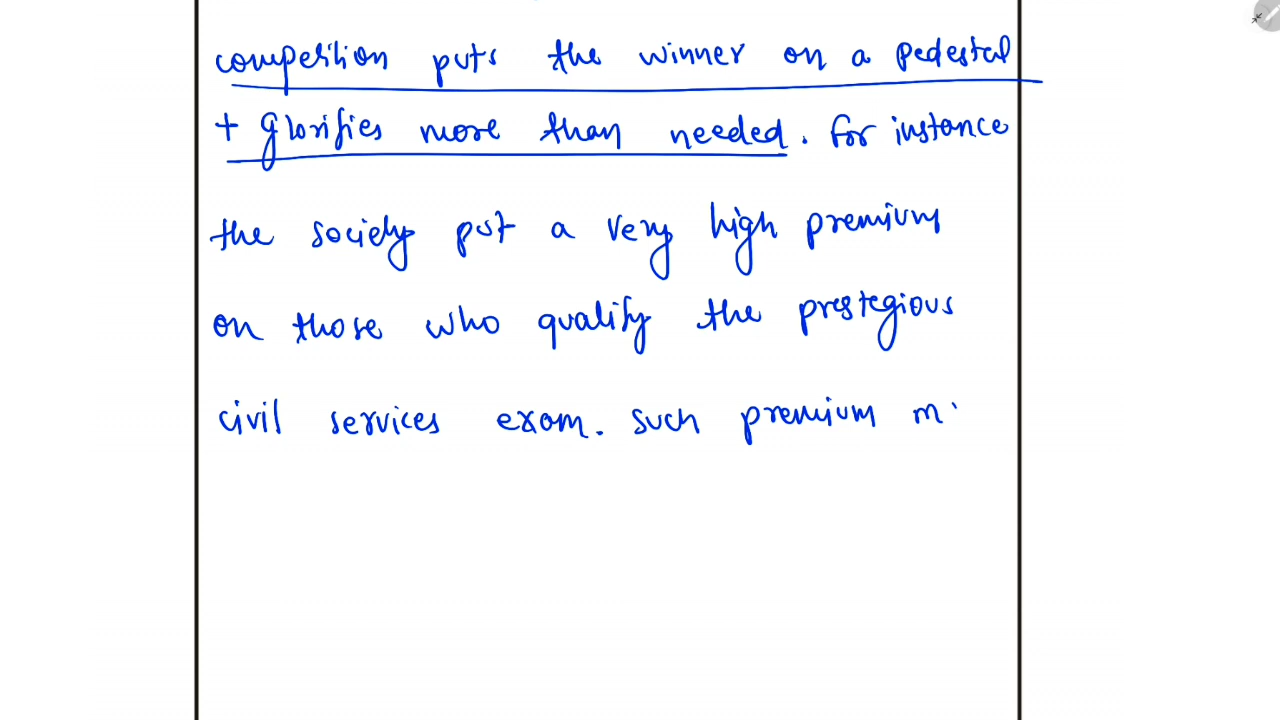 competition puts the winner on a pedestal
+ glorifies more than needed. for instance
the society put a very high premium
on those who qualify the prestegious
civil services exam. such premium m